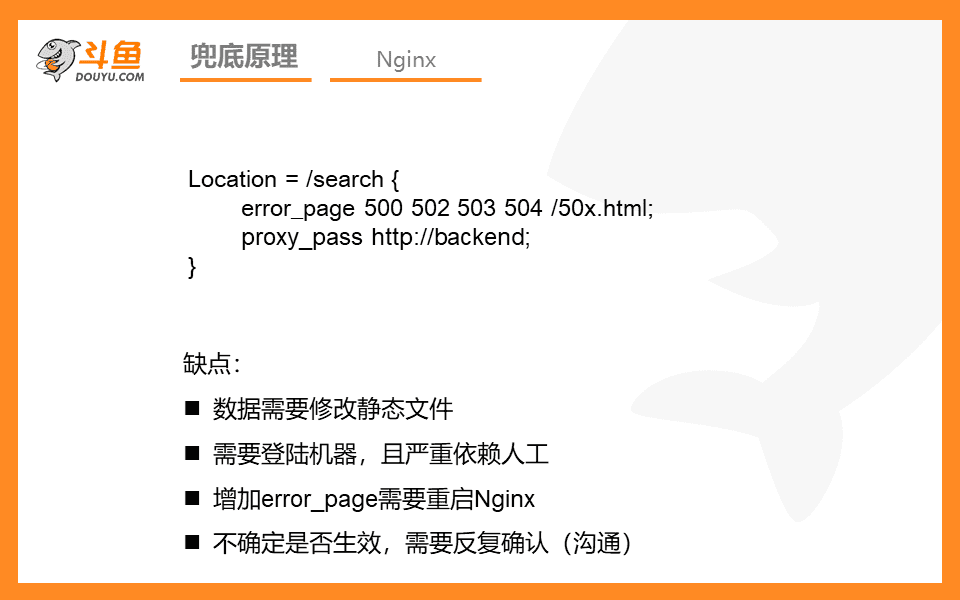 斗鱼
DOUYU.COM
兜底原理
Nginx
Location = /search {
error_page 500 502 503 504 /50x.html;
proxy_pass http://backend;
}
缺点：
■ 数据需要修改静态文件
■ 需要登陆机器，且严重依赖人工
■ 增加error_page需要重启Nginx
■ 不确定是否生效，需要反复确认（沟通）